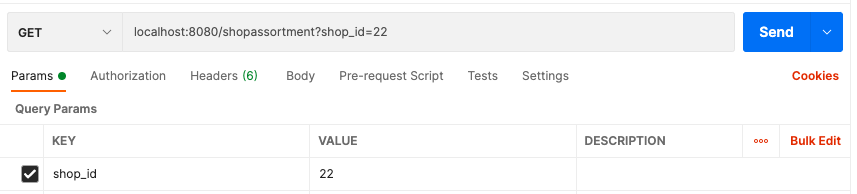 GET localhost:8080/shopassortment?shop_id=22 Send
Params Authorization Headers (6) Body Pre-request Script Tests Settings Cookies
Query Params
KEY VALUE DESCRIPTION Bulk Edit
shop_id 22